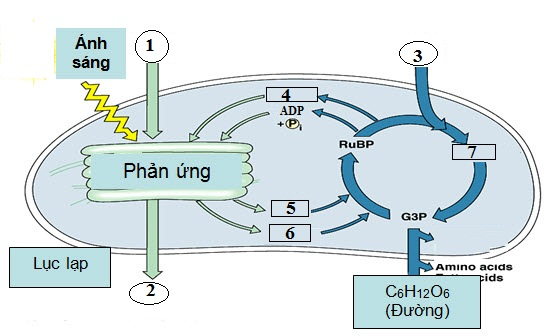 Ánh
sáng
1
3
4
ADP
+ Pi
RuBP
7
Phản ứng
5
6
G3P
Lục lạp
2
Amino acids
C6H12O6
(Đường)